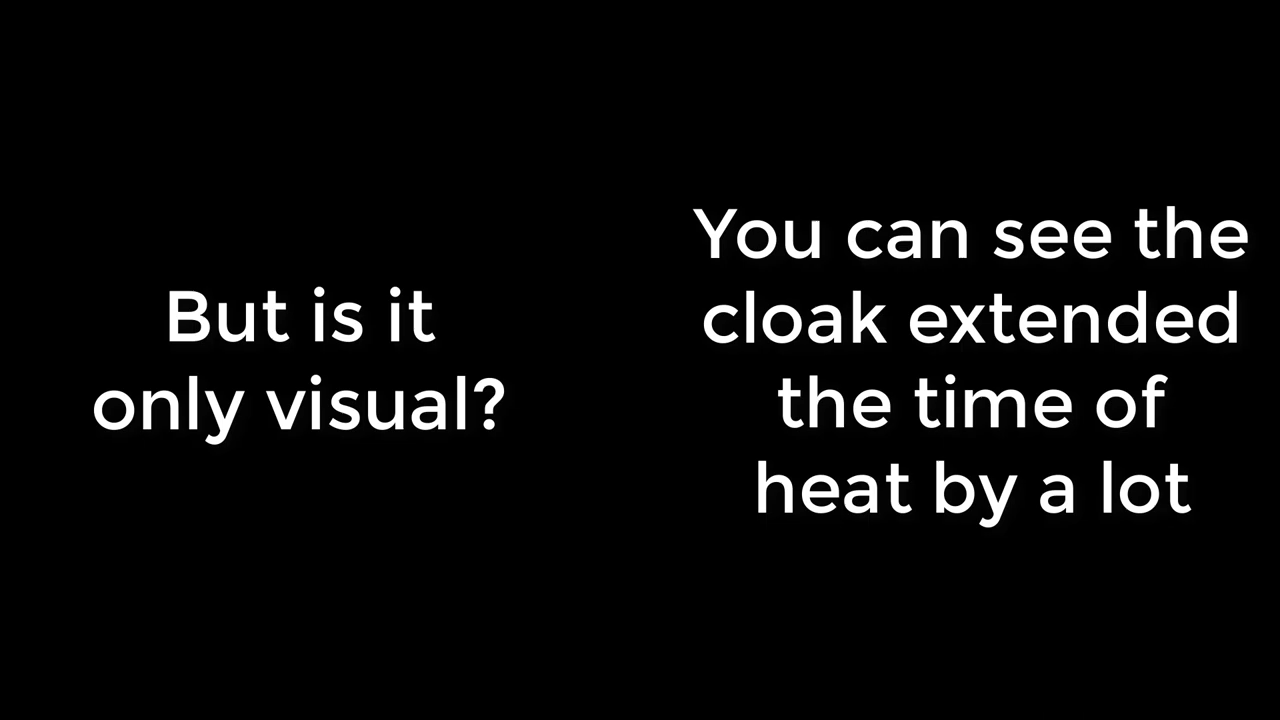 But is it
only visual?
You can see the
cloak extended
the time of
heat by a lot